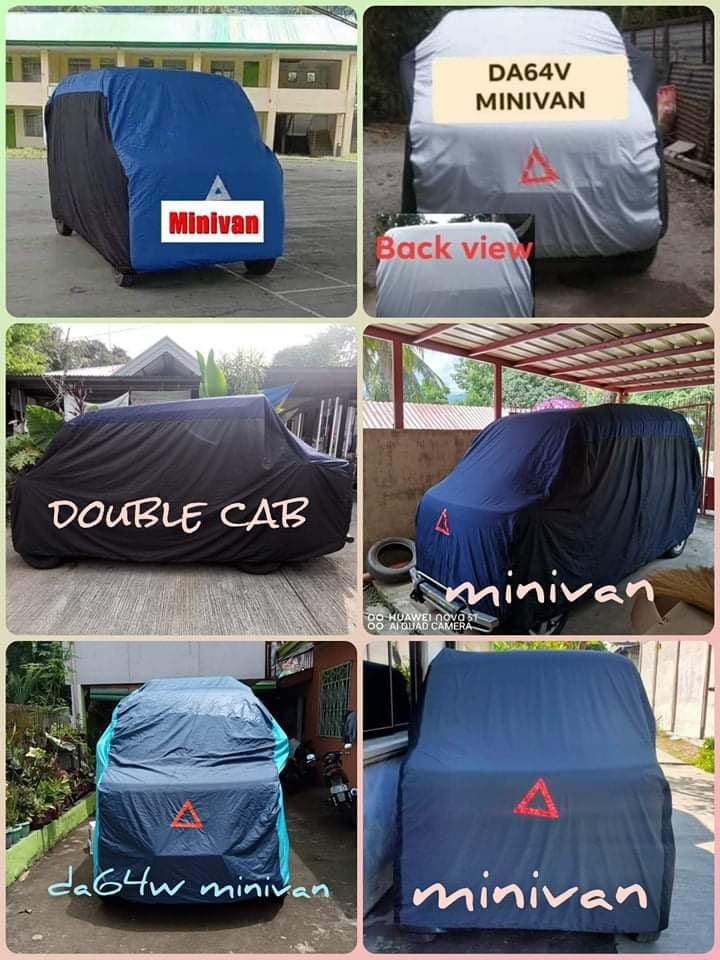 Minivan
DA64V
MINIVAN
Back view
DOUBLE CAB
minivan
HUAWEI nova 5T
AI QUAD CAMERA
da64w minivan
minivan